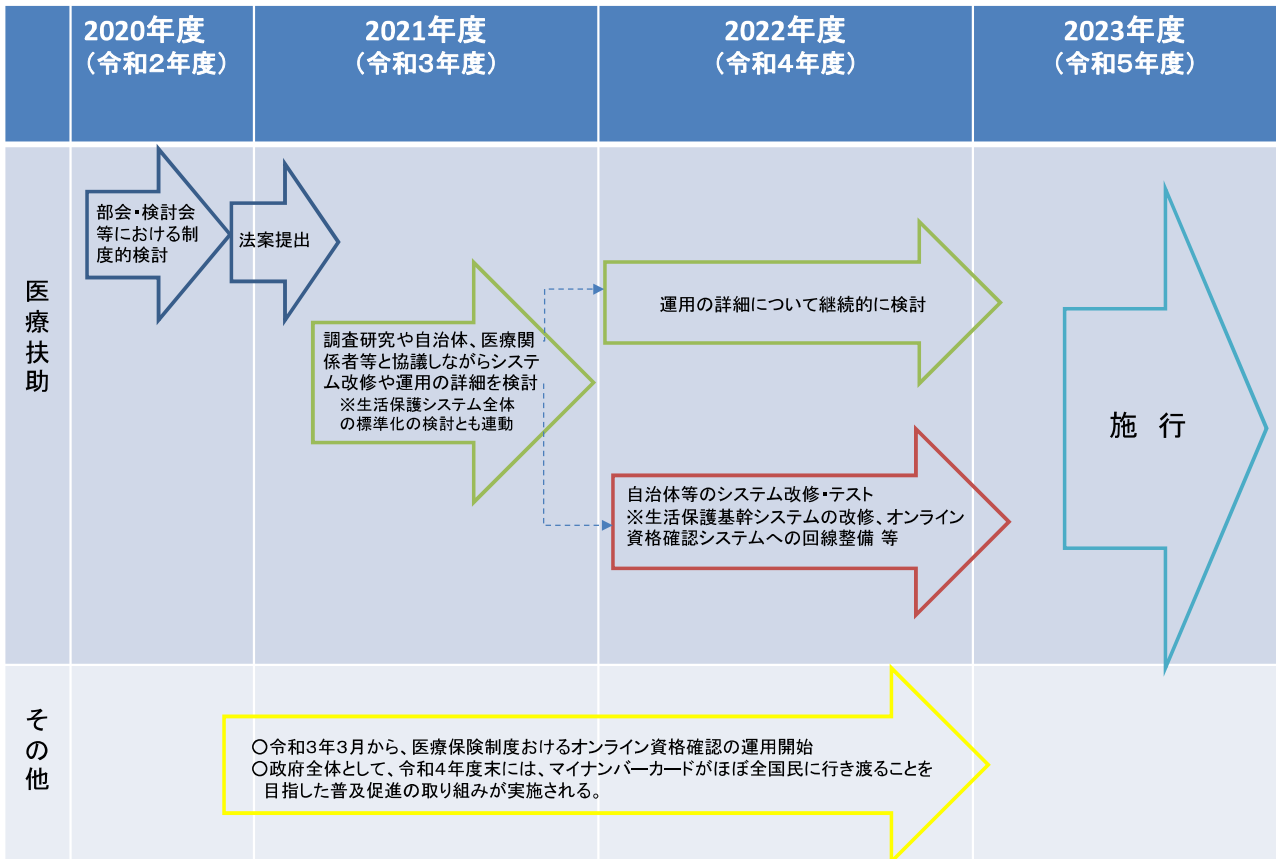 2020年度
（令和2年度）
2021年度
（令和3年度）
2022年度
（令和4年度）
2023年度
（令和5年度）
医療扶助
部会・検討会
等における制
度的検討
法案提出
調査研究や自治体、医療関
係者等と協議しながらシステ
ム改修や運用の詳細を検討
※生活保護システム全体
の標準化の検討とも連動
運用の詳細について継続的に検討
自治体等のシステム改修・テスト
※生活保護基幹システムの改修、オンライン
資格確認システムへの回線整備 等
施 行
その他
○令和3年3月から、医療保険制度おけるオンライン資格確認の運用開始
○政府全体として、令和4年度末には、マイナンバーカードがほぼ全国民に行き渡ることを
目指した普及促進の取り組みが実施される。